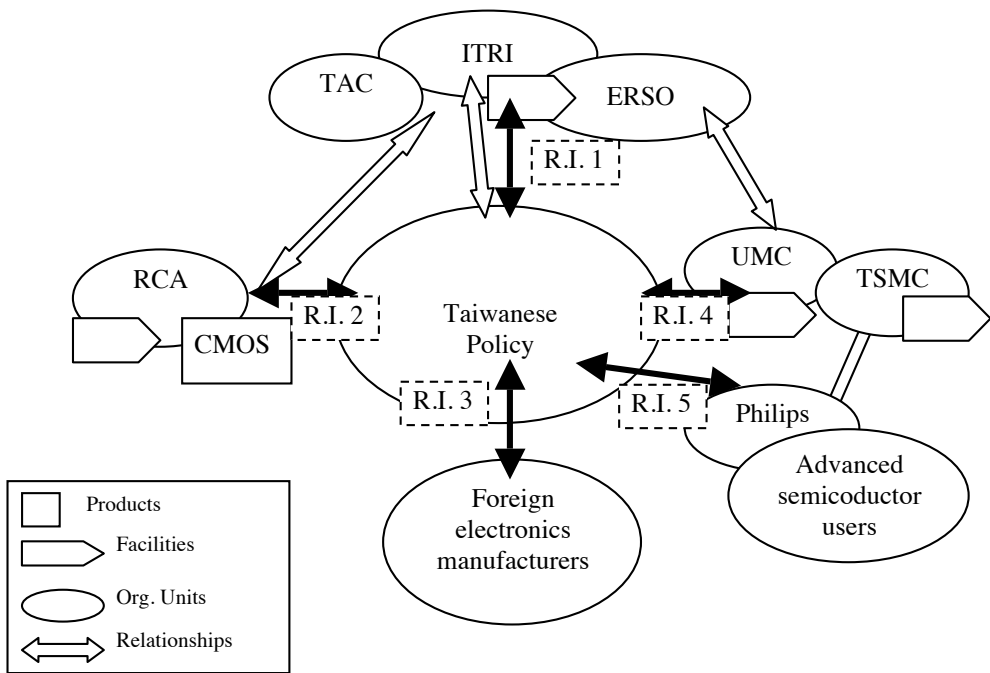 ITRI
TAC
ERSO
R.I. 1
RCA
UMC
TSMC
R.I. 2
R.I. 4
CMOS
Taiwanese
Policy
R.I. 3
R.I. 5
Philips
Foreign
electronics
manufacturers
Advanced
semicoductor
users
Products
Facilities
Org. Units
Relationships